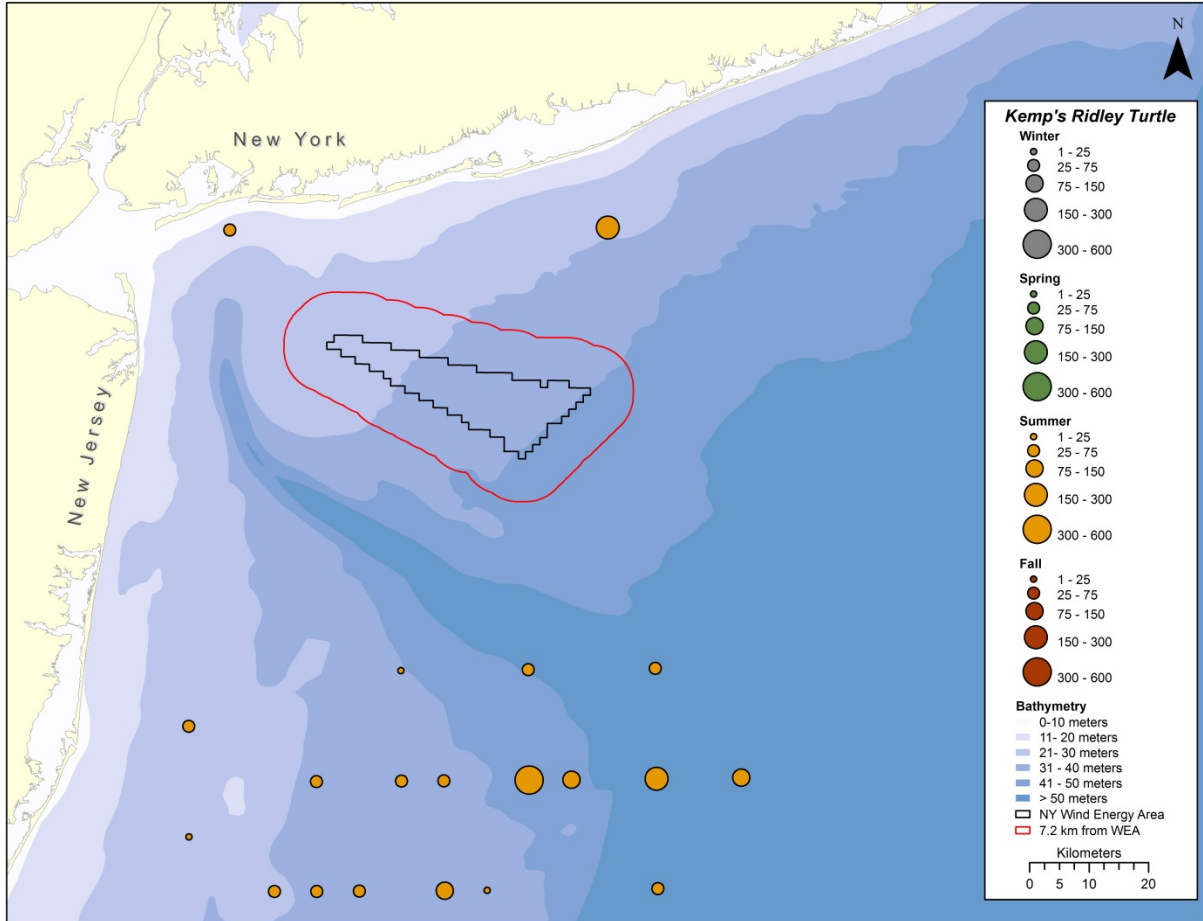 N
New York
New Jersey
Kemp's Ridley Turtle
Winter
1 - 25
25 - 75
75 - 150
150 - 300
300 - 600
Spring
1 - 25
25 - 75
75 - 150
150 - 300
300 - 600
Summer
1 - 25
25 - 75
75 - 150
150 - 300
300 - 600
Fall
1 - 25
25 - 75
75 - 150
150 - 300
300 - 600
Bathymetry
0-10 meters
11- 20 meters
21- 30 meters
31 - 40 meters
41 - 50 meters
> 50 meters
NY Wind Energy Area
7.2 km from WEA
Kilometers
0 5 10 20